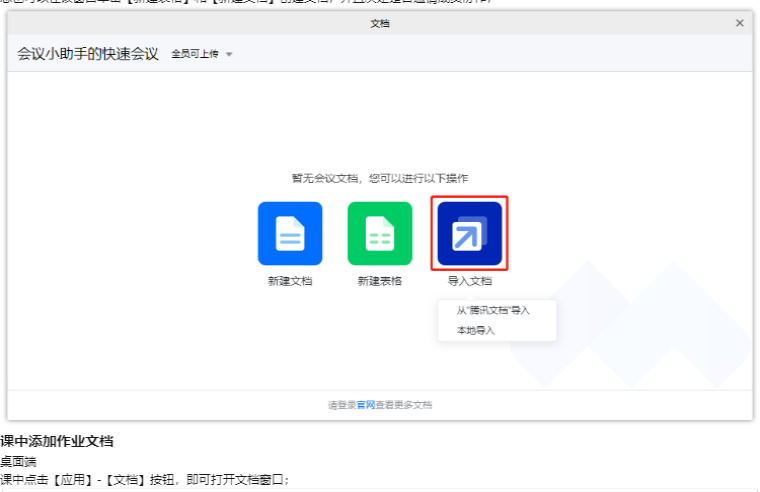 文档
会议小助手的快速会议 全员可上传
暂无会议文档，您可以进行以下操作
新建文档 新建表格 导入文档
从"腾讯文档"导入
本地导入
请登录官网查看更多文档
课中添加作业文档
桌面端
课中点击【应用】-【文档】按钮，即可打开文档窗口；